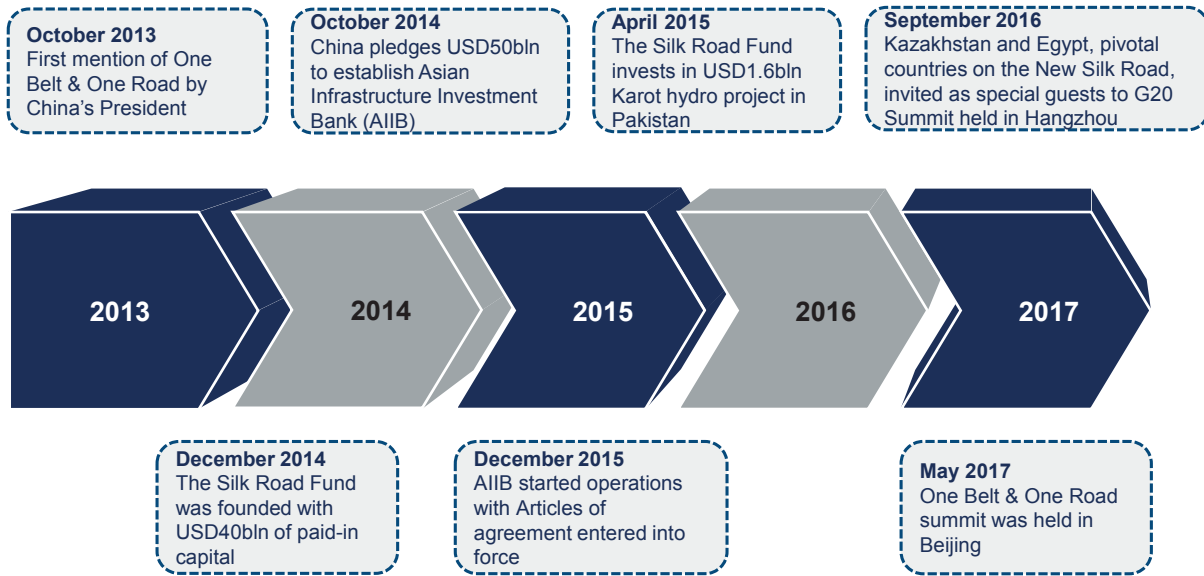 October 2013
First mention of One
Belt & One Road by
China's President
October 2014
China pledges USD50bln
to establish Asian
Infrastructure Investment
Bank (AIIB)
April 2015
The Silk Road Fund
invests in USD1.6bln
Karot hydro project in
Pakistan
September 2016
Kazakhstan and Egypt, pivotal
countries on the New Silk Road,
invited as special guests to G20
Summit held in Hangzhou
2013
2014
2015
2016
2017
December 2014
The Silk Road Fund
was founded with
USD40bln of paid-in
capital
December 2015
AIIB started operations
with Articles of
agreement entered into
force
May 2017
One Belt & One Road
summit was held in
Beijing